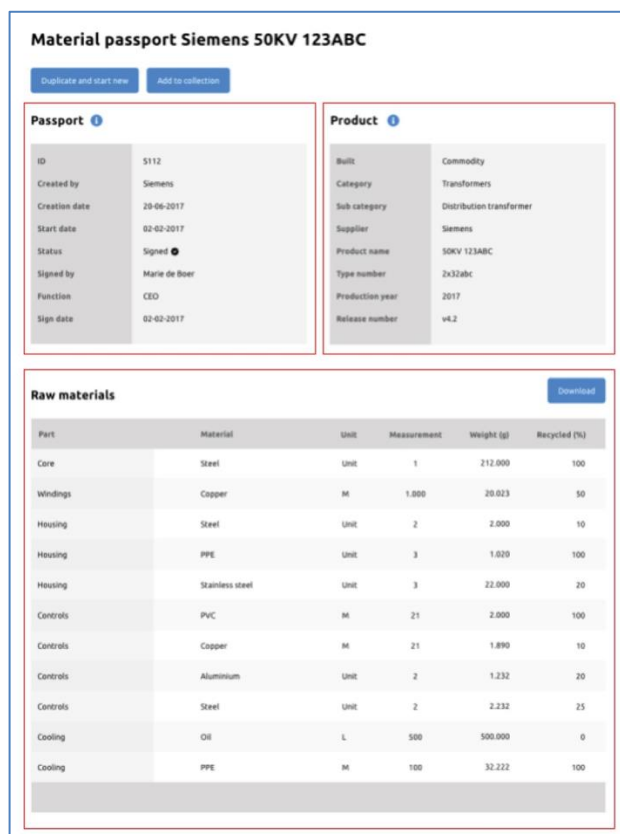 Material passport Siemens 50KV 123ABC
Duplicate and start new Add to collection
Passport
ID 5112
Created by Siemens
Creation date 20-06-2017
Start date 02-02-2017
Status Signed
Signed by Marie de Boer
Function CEO
Sign date 02-02-2017
Product
Built Commodity
Category Transformers
Sub category Distribution transformer
Supplier Siemens
Product name 50KV 123ABC
Type number 2x32abc
Production year 2017
Release number v4.2
Raw materials
Download
Part Material Unit Measurement Weight (g) Recycled (%)
Core Steel Unit 1 212.000 100
Windings Copper M 1.000 20.023 50
Housing Steel Unit 2 2.000 10
Housing PPE Unit 3 1.020 100
Housing Stainless steel Unit 3 22.000 20
Controls PVC M 21 2.000 100
Controls Copper M 21 1.890 10
Controls Aluminium Unit 2 1.232 20
Controls Steel Unit 2 2.232 25
Cooling Oil L 500 500.000 0
Cooling PPE M 100 32.222 100